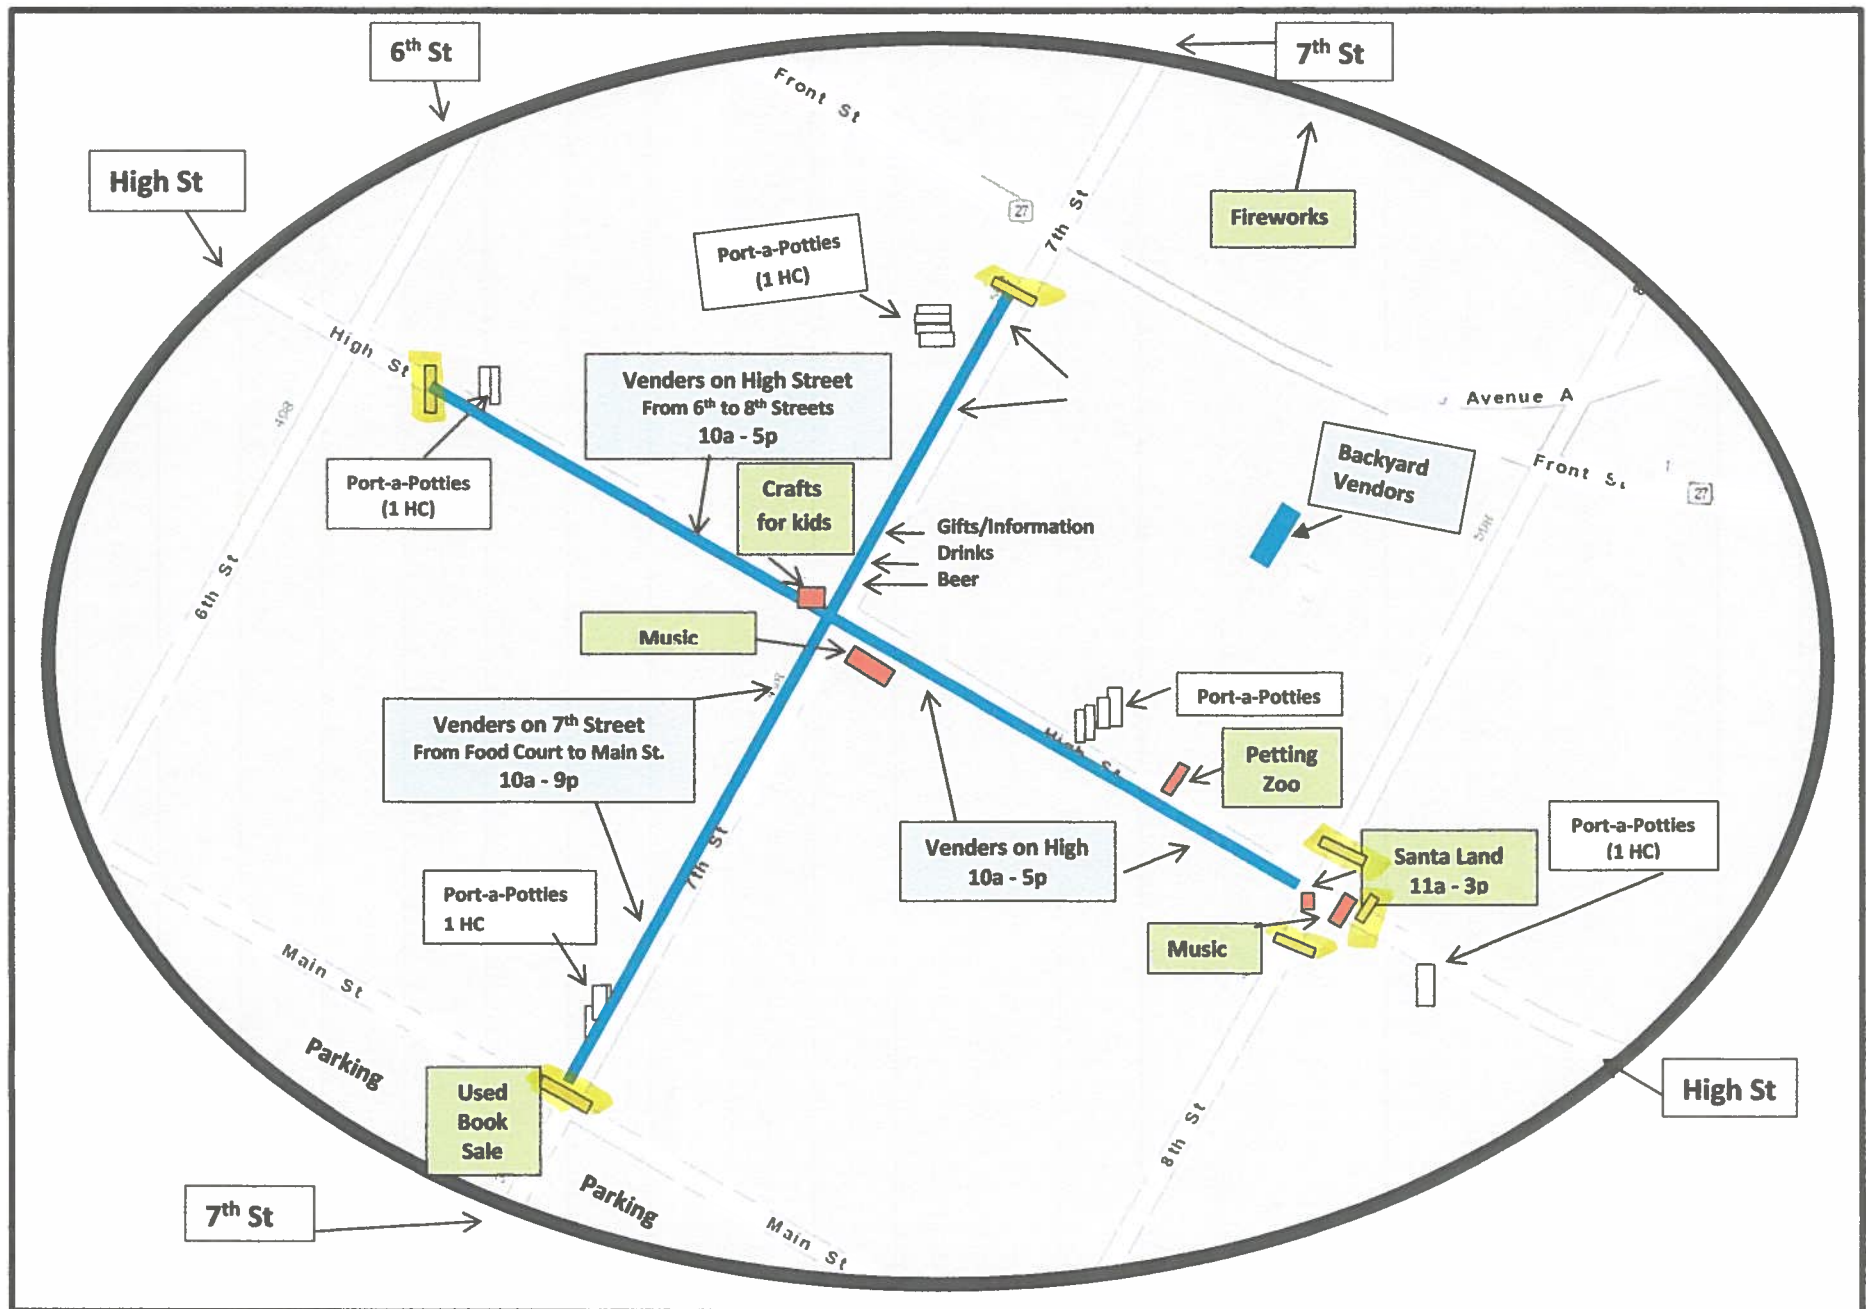 6th St
7th St
Front St
High St
27
7th St
Fireworks
Port-a-Potties
(1 HC)
High St
Venders on High Street
From 6th to 8th Streets
10a - 5p
Avenue A
Backyard
Vendors
Front St
27
Port-a-Potties
(1 HC)
Crafts
for kids
Gifts/Information
Drinks
Beer
6th St
Music
Port-a-Potties
Venders on 7th Street
From Food Court to Main St.
10a - 9p
High St
Petting
Zoo
7th St
Venders on High
10a - 5p
Santa Land
11a - 3p
Port-a-Potties
(1 HC)
Port-a-Potties
1 HC
Music
Main St
Parking
Used
Book
Sale
High St
8th St
7th St
Parking
Main St